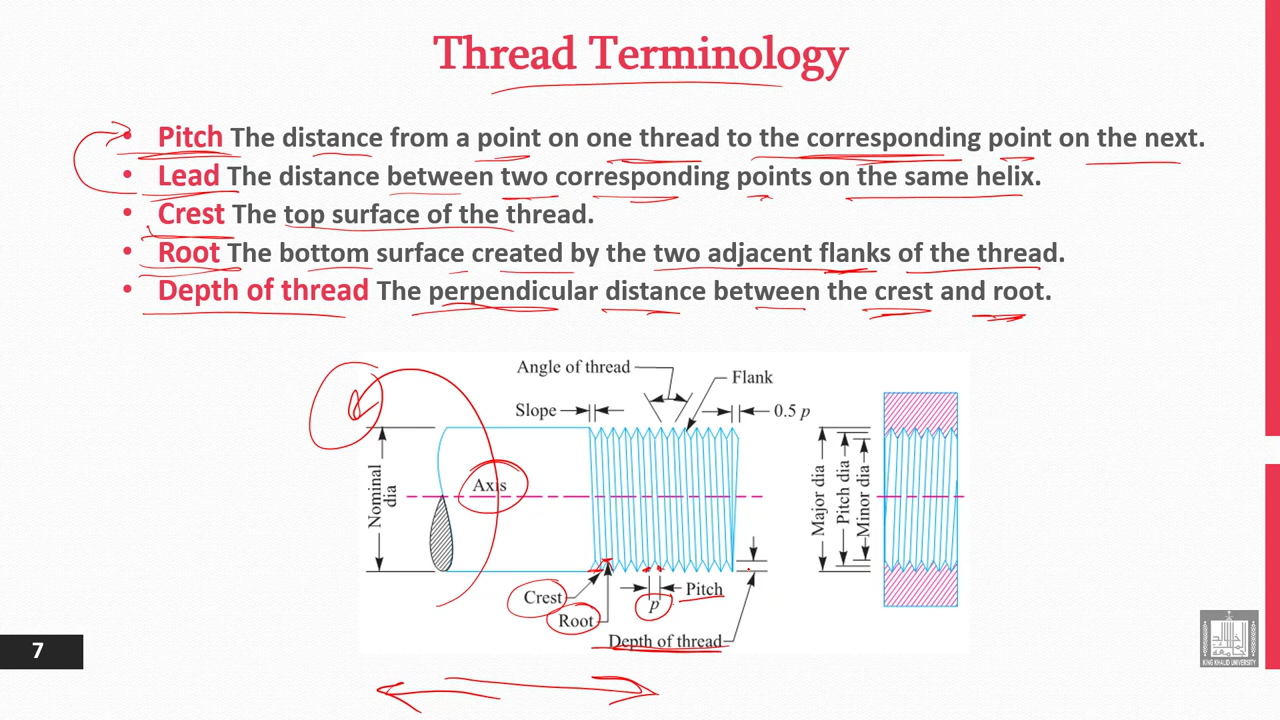 Thread Terminology
• Pitch The distance from a point on one thread to the corresponding point on the next.
• Lead The distance between two corresponding points on the same helix.
• Crest The top surface of the thread.
• Root The bottom surface created by the two adjacent flanks of the thread.
• Depth of thread The perpendicular distance between the crest and root.
Angle of thread
Flank
Slope
0.5 p
Nominal dia
Axis
Major dia
Pitch dia
Minor dia
Crest
Pitch
p
Root
Depth of thread
7
KING KHALID UNIVERSITY